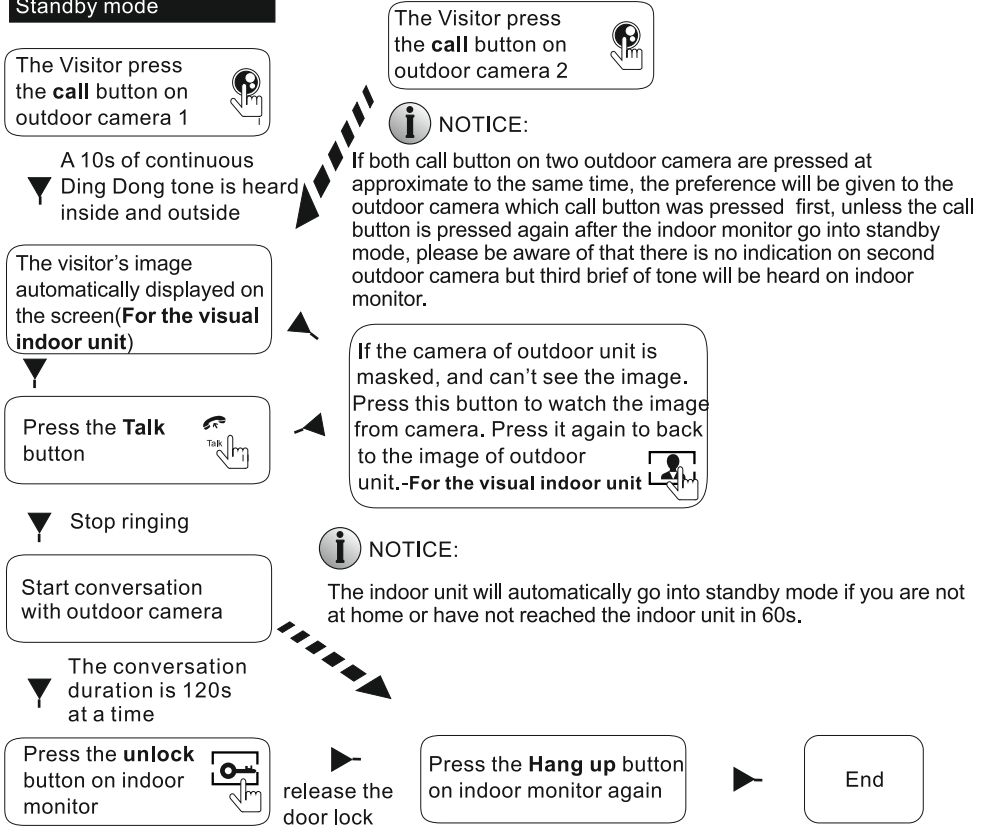 Standby mode
The Visitor press
the call button on
outdoor camera 1
The Visitor press
the call button on
outdoor camera 2
A 10s of continuous
Ding Dong tone is heard
inside and outside
i NOTICE:
If both call button on two outdoor camera are pressed at
approximate to the same time, the preference will be given to the
outdoor camera which call button was pressed first, unless the call
button is pressed again after the indoor monitor go into standby
mode, please be aware of that there is no indication on second
outdoor camera but third brief of tone will be heard on indoor
monitor.
The visitor's image
automatically displayed on
the screen(For the visual
indoor unit)
If the camera of outdoor unit is
masked, and can't see the image.
Press this button to watch the image
from camera. Press it again to back
to the image of outdoor
unit.-For the visual indoor unit
Press the Talk
button
Talk
Stop ringing
i NOTICE:
The indoor unit will automatically go into standby mode if you are not
at home or have not reached the indoor unit in 60s.
Start conversation
with outdoor camera
The conversation
duration is 120s
at a time
Press the unlock
button on indoor
monitor
release the
door lock
Press the Hang up button
on indoor monitor again
End